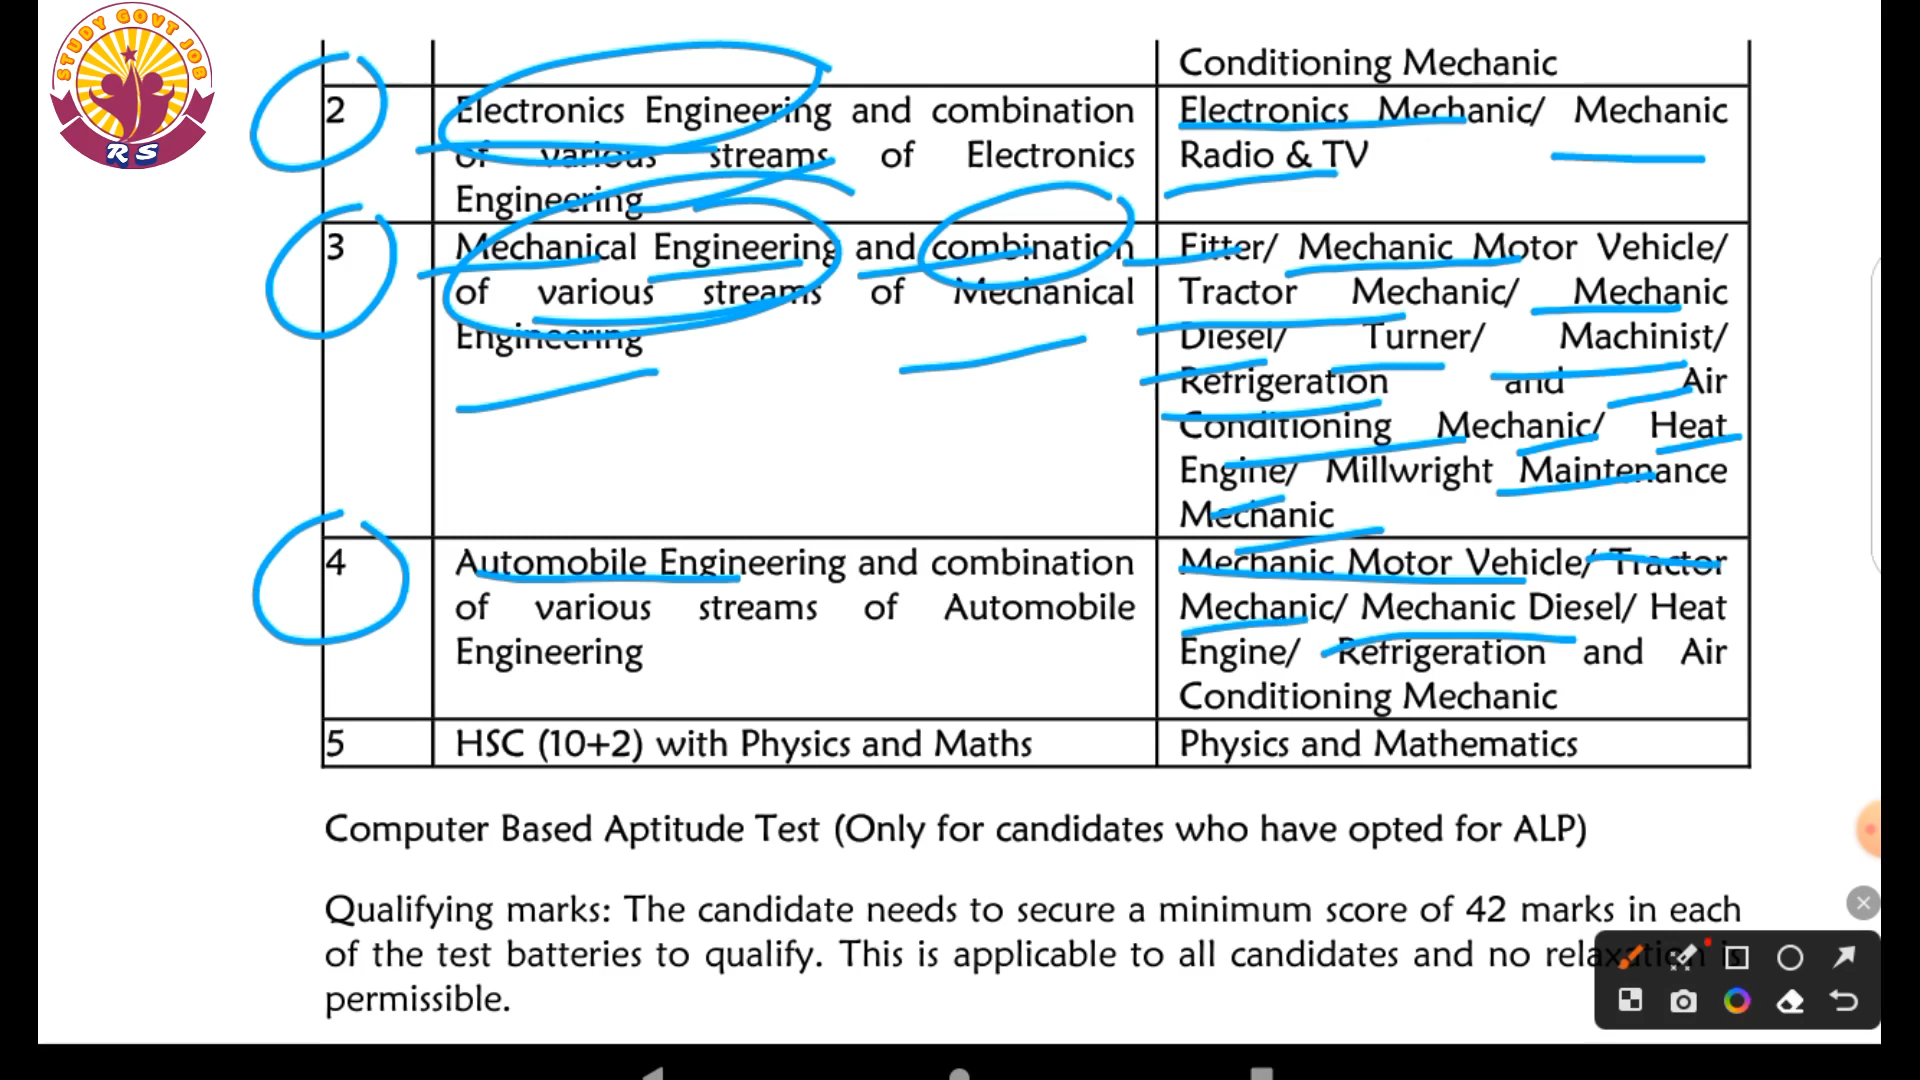 STUDY GOVT JOB
RS
Conditioning Mechanic
2
Electronics Engineering and combination
of various streams of Electronics
Engineering
Electronics Mechanic/ Mechanic
Radio & TV
3
Mechanical Engineering and combination
of various streams of Mechanical
Engineering
Fitter/ Mechanic Motor Vehicle/
Tractor Mechanic/ Mechanic
Diesel/ Turner/ Machinist/
Refrigeration and Air
Conditioning Mechanic/ Heat
Engine/ Millwright Maintenance
Mechanic
4
Automobile Engineering and combination
of various streams of Automobile
Engineering
Mechanic Motor Vehicle/ Tractor
Mechanic/ Mechanic Diesel/ Heat
Engine/ Refrigeration and Air
Conditioning Mechanic
5
HSC (10+2) with Physics and Maths
Physics and Mathematics
Computer Based Aptitude Test (Only for candidates who have opted for ALP)
Qualifying marks: The candidate needs to secure a minimum score of 42 marks in each
of the test batteries to qualify. This is applicable to all candidates and no relaxation is
permissible.